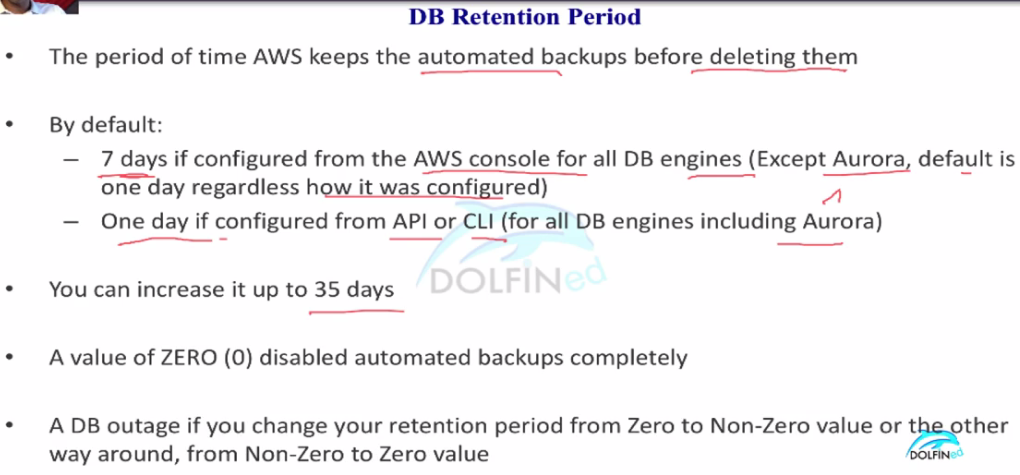 DB Retention Period
• The period of time AWS keeps the automated backups before deleting them
• By default:
– 7 days if configured from the AWS console for all DB engines (Except Aurora, default is
one day regardless how it was configured)
– One day if configured from API or CLI (for all DB engines including Aurora)
DOLFINed
• You can increase it up to 35 days
• A value of ZERO (0) disabled automated backups completely
• A DB outage if you change your retention period from Zero to Non-Zero value or the other
way around, from Non-Zero to Zero value
DOLFINed